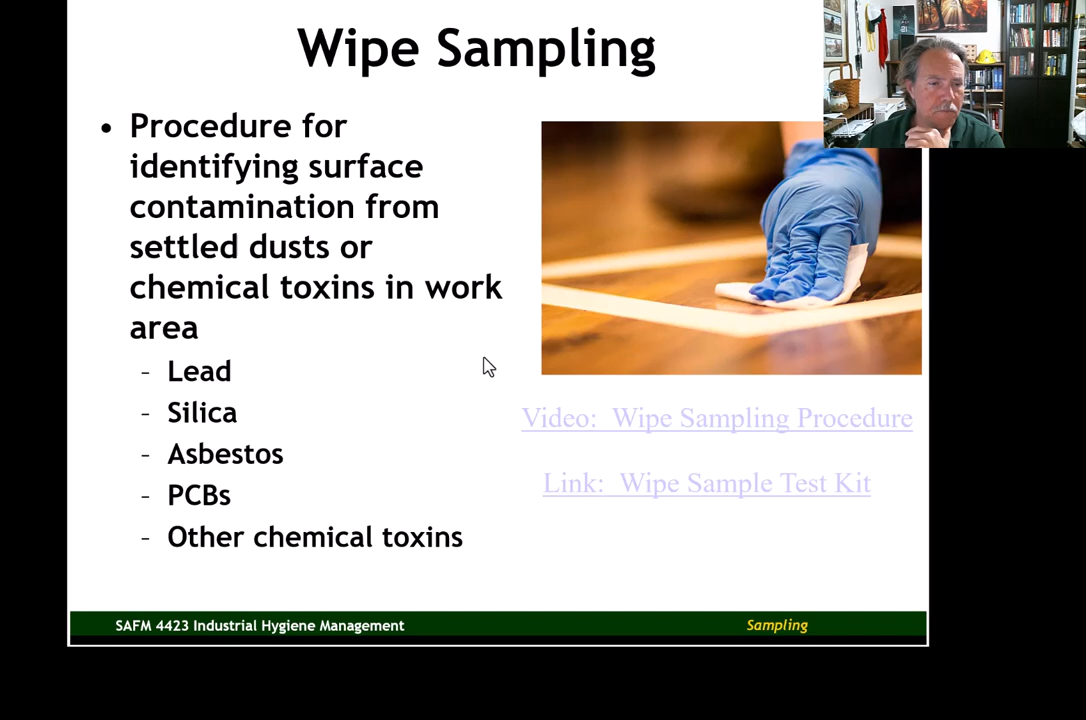 Wipe Sampling
• Procedure for
identifying surface
contamination from
settled dusts or
chemical toxins in work
area
- Lead
- Silica
- Asbestos
- PCBs
- Other chemical toxins
Video: Wipe Sampling Procedure
Link: Wipe Sample Test Kit
SAFM 4423 Industrial Hygiene Management
Sampling